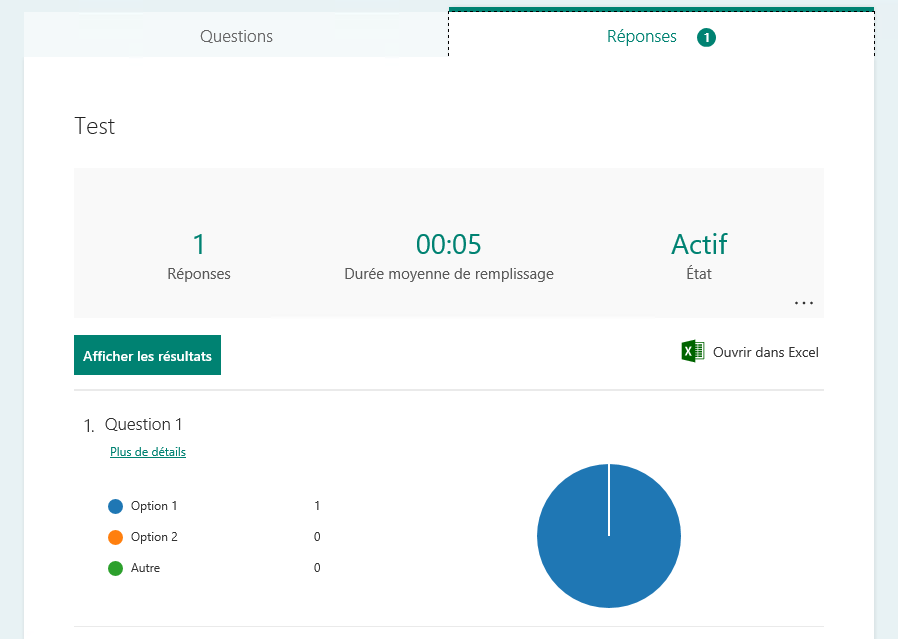 Questions
Réponses 1
Test
1
Réponses
00:05
Durée moyenne de remplissage
Actif
État
...
Afficher les résultats
Ouvrir dans Excel
1. Question 1
Plus de détails
Option 1 1
Option 2 0
Autre 0